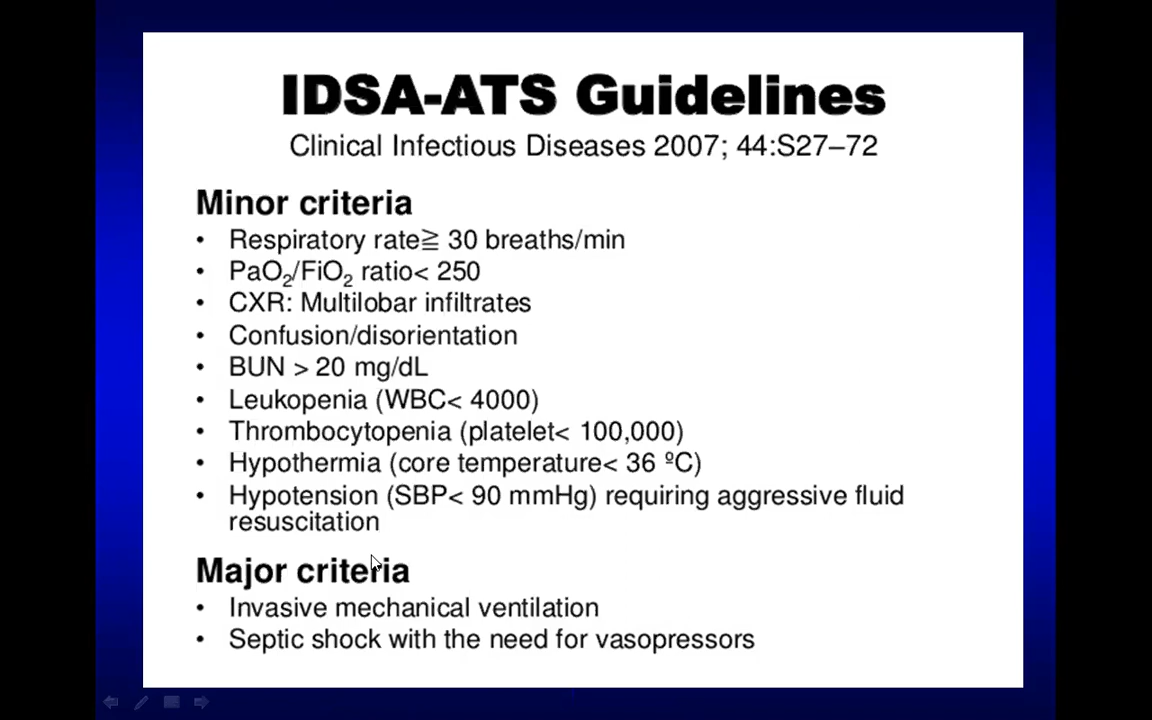 IDSA-ATS Guidelines
Clinical Infectious Diseases 2007; 44:S27–72
Minor criteria
• Respiratory rate≧ 30 breaths/min
• PaO₂/FiO₂ ratio< 250
• CXR: Multilobar infiltrates
• Confusion/disorientation
• BUN > 20 mg/dL
• Leukopenia (WBC< 4000)
• Thrombocytopenia (platelet< 100,000)
• Hypothermia (core temperature< 36 ºC)
• Hypotension (SBP< 90 mmHg) requiring aggressive fluid
resuscitation
Major criteria
• Invasive mechanical ventilation
• Septic shock with the need for vasopressors